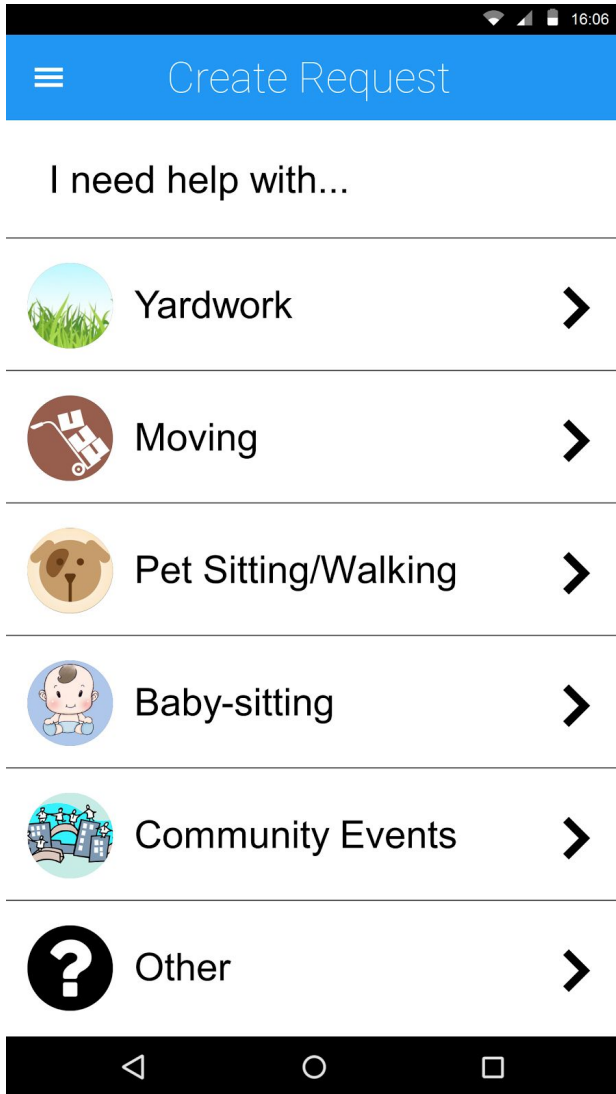 16:06
Create Request
I need help with...
Yardwork
Moving
Pet Sitting/Walking
Baby-sitting
Community Events
Other